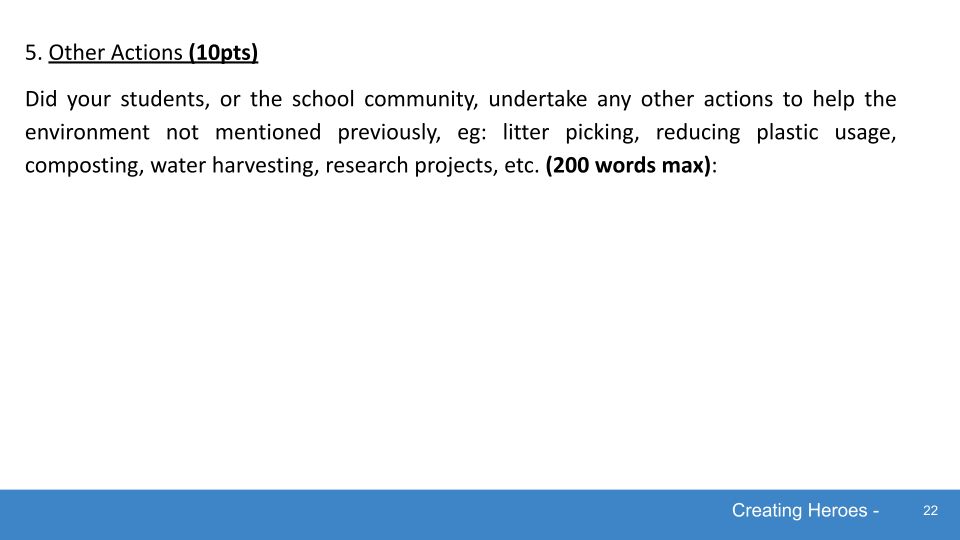 5. Other Actions (10pts)
Did your students, or the school community, undertake any other actions to help the
environment not mentioned previously, eg: litter picking, reducing plastic usage,
composting, water harvesting, research projects, etc. (200 words max):
Creating Heroes -
22